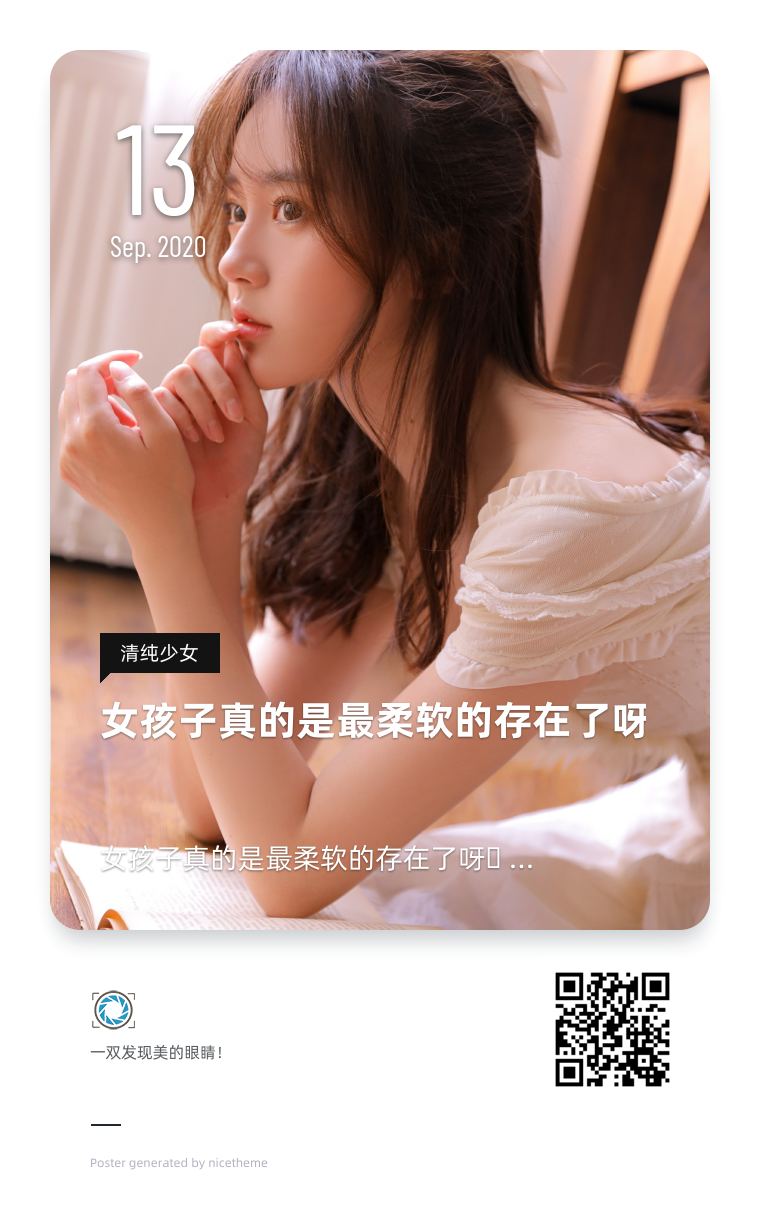 13
Sep. 2020
清纯少女
女孩子真的是最柔软的存在了呀
女孩子真的是最柔软的存在了呀 ...
一双发现美的眼睛!
Poster generated by nicetheme